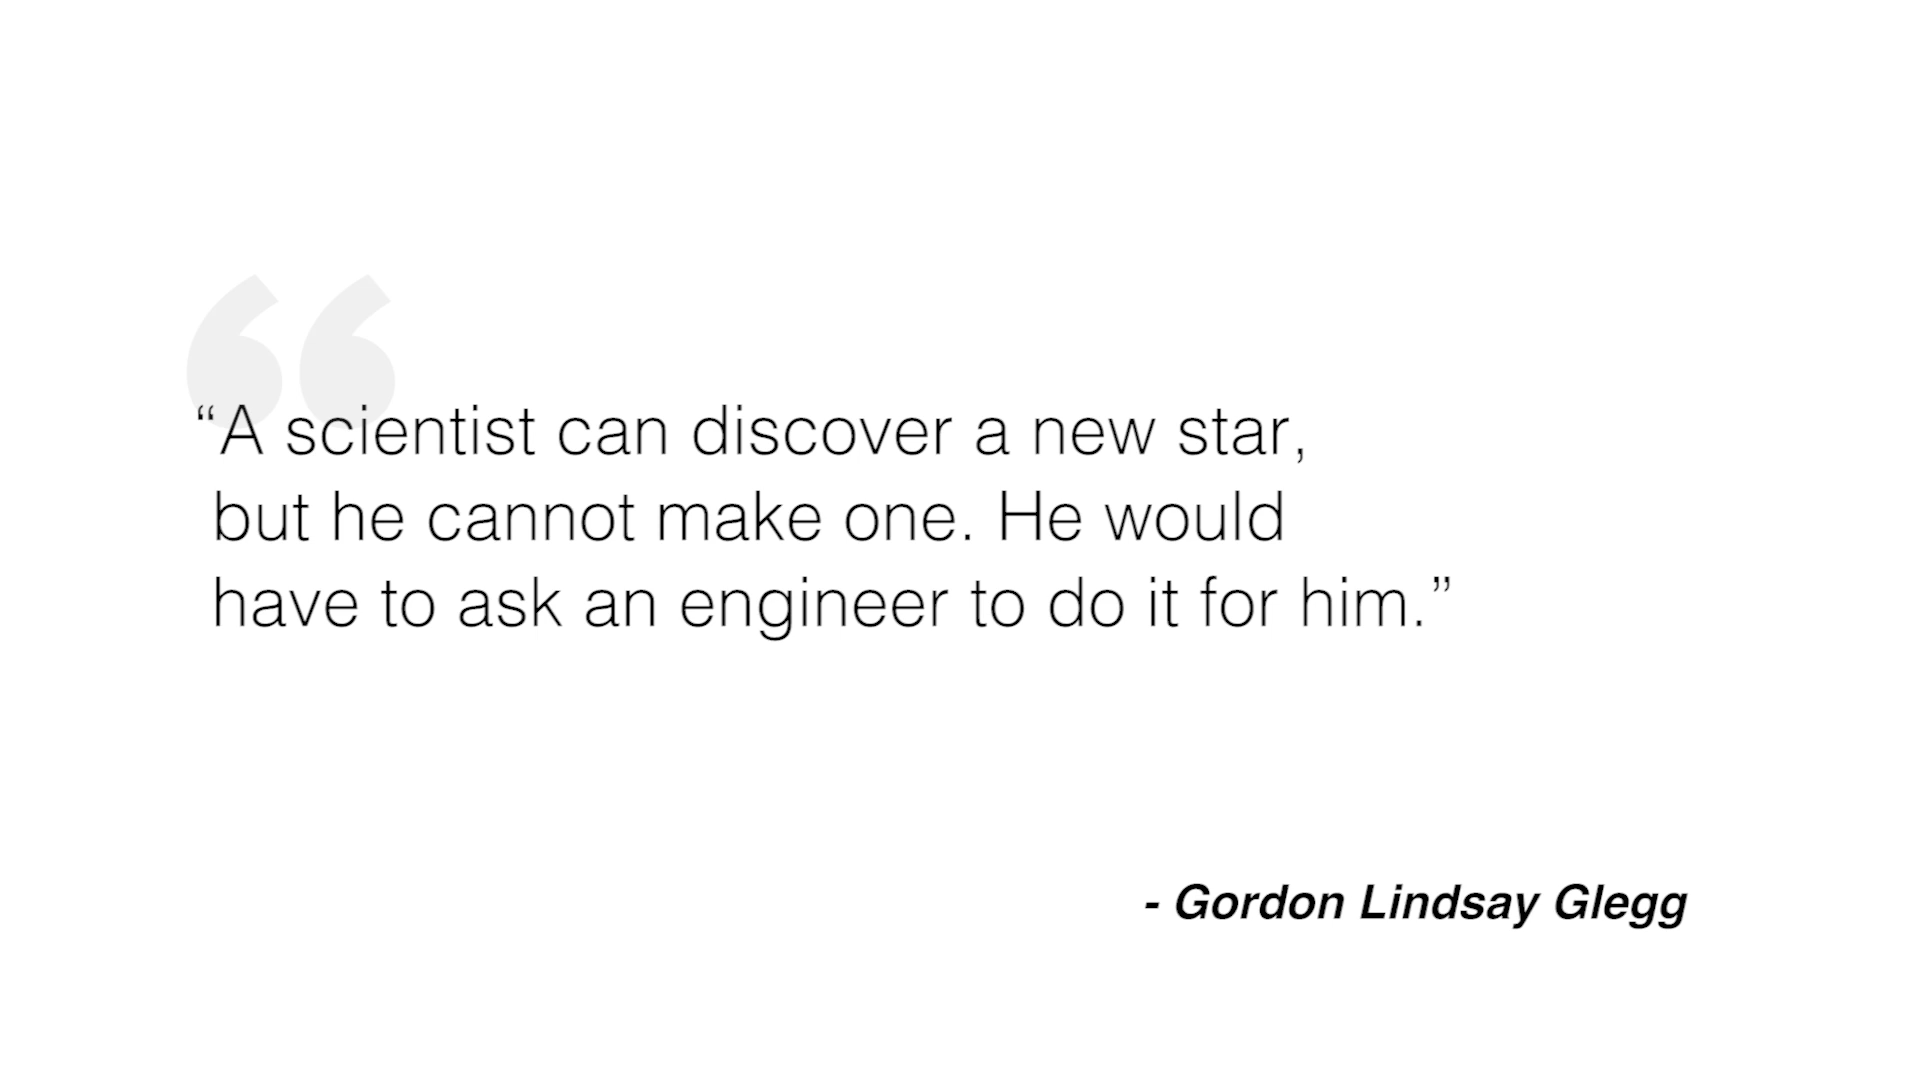 “A scientist can discover a new star,
but he cannot make one. He would
have to ask an engineer to do it for him.”
- Gordon Lindsay Glegg